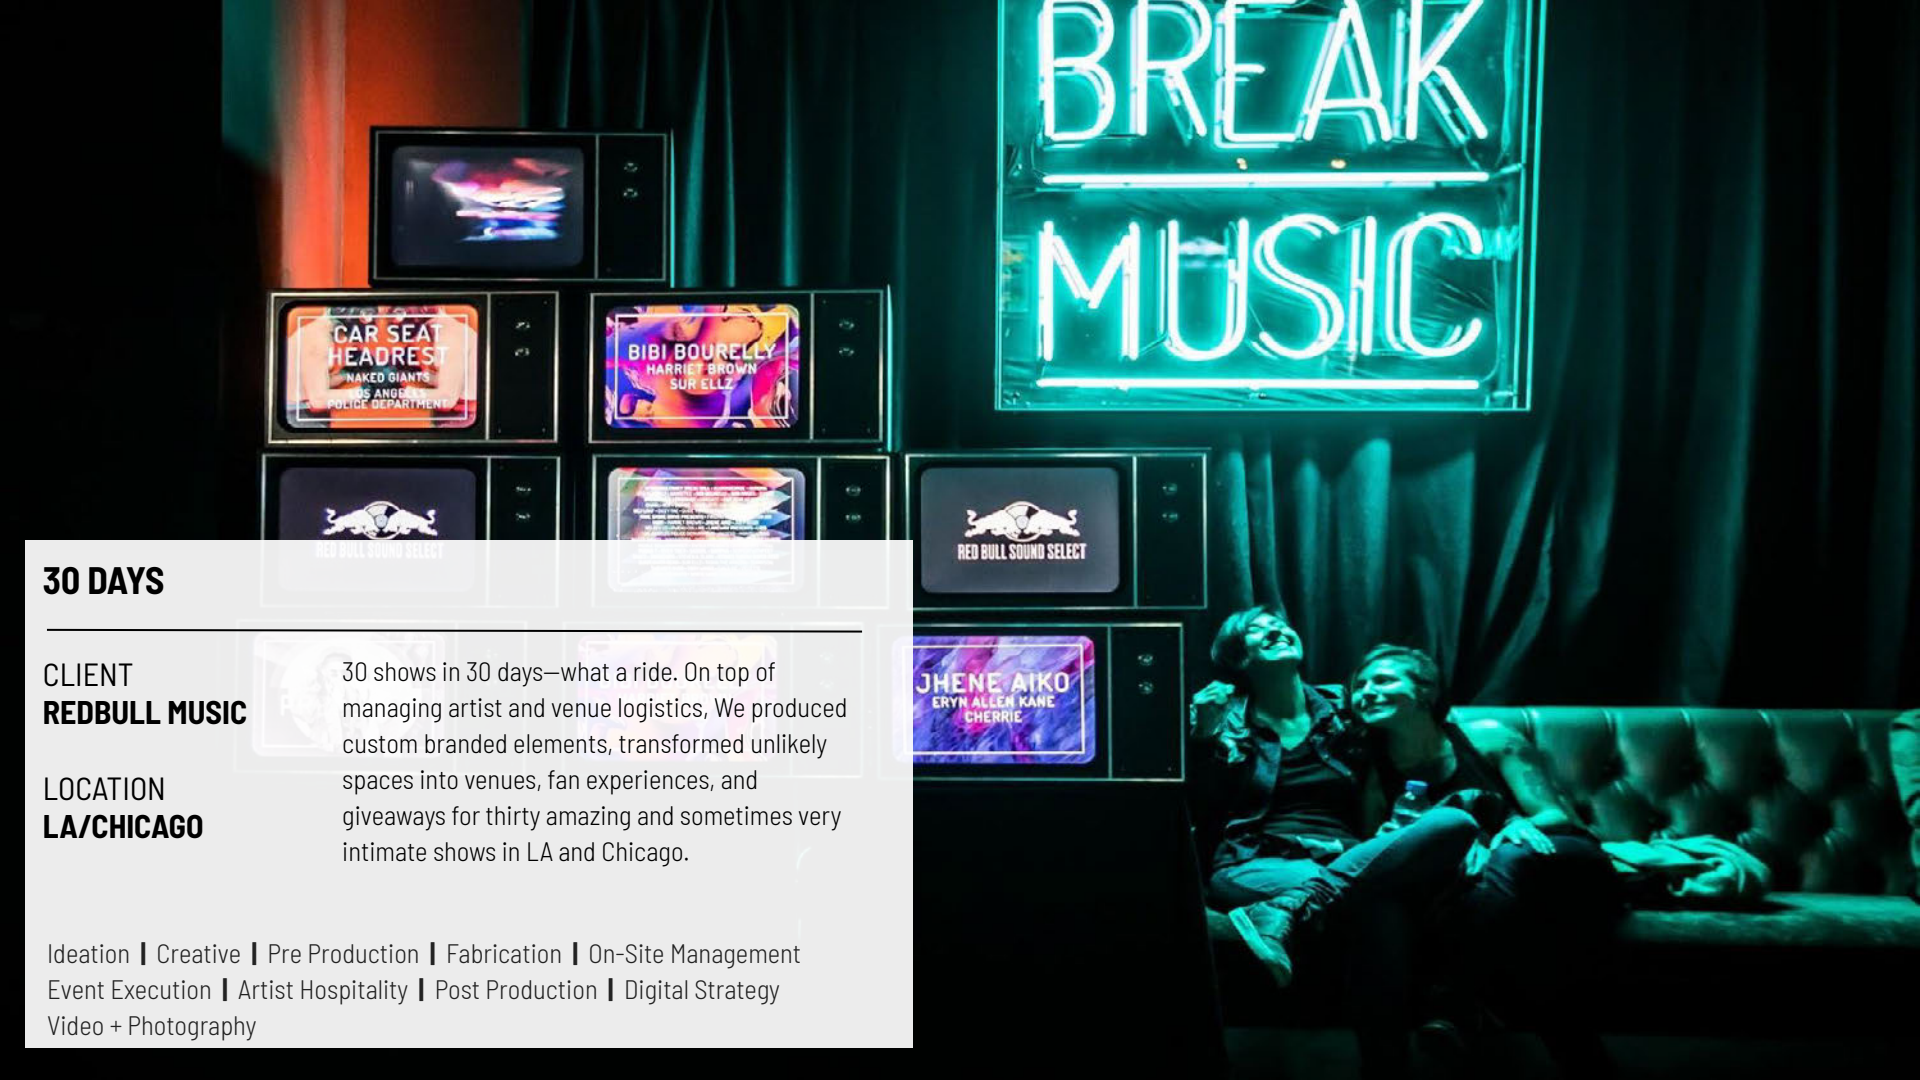 BREAK
MUSIC
CAR SEAT
HEADREST
NAKED GIANTS
LOS ANGELES
POLICE DEPARTMENT
BIBI BOURELLY
HARRIET BROWN
SUR ELLZ
RED BULL SOUND SELECT
RED BULL SOUND SELECT
JHENE AIKO
ERYN ALLEN KANE
CHERRIE
30 DAYS
CLIENT
REDBULL MUSIC
LOCATION
LA/CHICAGO
30 shows in 30 days—what a ride. On top of
managing artist and venue logistics, We produced
custom branded elements, transformed unlikely
spaces into venues, fan experiences, and
giveaways for thirty amazing and sometimes very
intimate shows in LA and Chicago.
Ideation | Creative | Pre Production | Fabrication | On-Site Management
Event Execution | Artist Hospitality | Post Production | Digital Strategy
Video + Photography